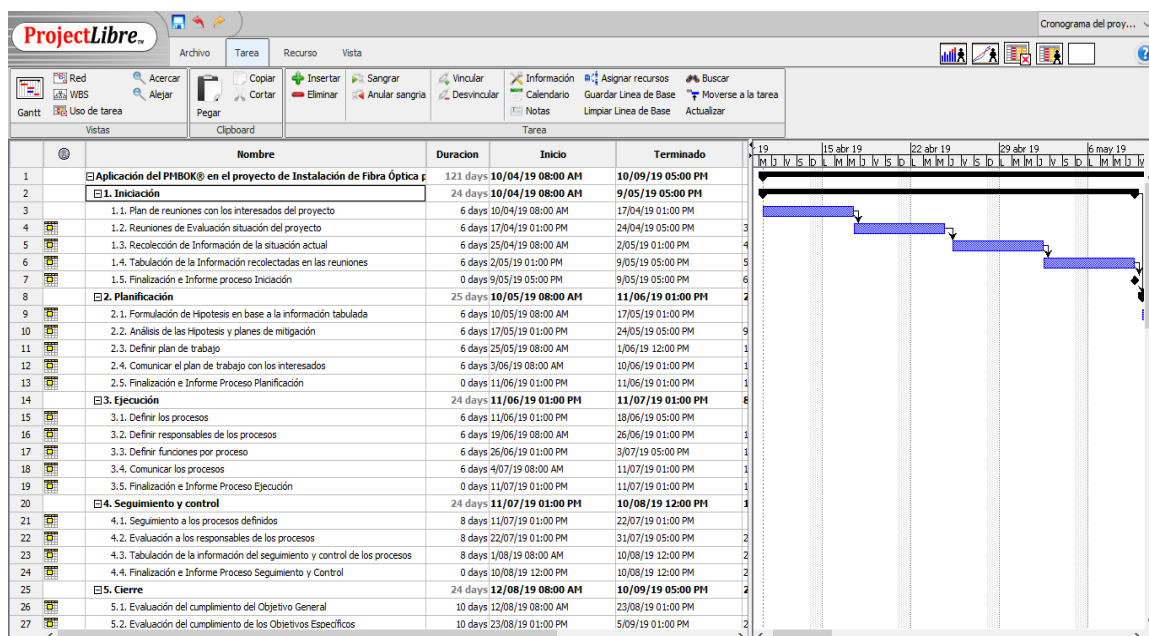 ProjectLibre™
Cronograma del proy...
Archivo Tarea Recurso Vista
Gantt
Red
WBS
Uso de tarea
Acercar
Alejar
Vistas
Pegar
Copiar
Cortar
Clipboard
Insertar
Eliminar
Sangrar
Anular sangria
Vincular
Desvincular
Información
Calendario
Notas
Asignar recursos
Guardar Linea de Base
Limpiar Linea de Base
Buscar
Moverse a la tarea
Actualizar
Tarea
Nombre Duracion Inicio Terminado
19 15 abr 19 22 abr 19 29 abr 19 6 may 19
M J V S D L M M J V S D L M M J V S D L M M J V S D L M M J V
1 Aplicación del PMBOK® en el proyecto de Instalación de Fibra Óptica p 121 days 10/04/19 08:00 AM 10/09/19 05:00 PM
2 1. Iniciación 24 days 10/04/19 08:00 AM 9/05/19 05:00 PM
3 1.1. Plan de reuniones con los interesados del proyecto 6 days 10/04/19 08:00 AM 17/04/19 01:00 PM
4 1.2. Reuniones de Evaluación situación del proyecto 6 days 17/04/19 01:00 PM 24/04/19 05:00 PM 3
5 1.3. Recolección de Información de la situación actual 6 days 25/04/19 08:00 AM 2/05/19 01:00 PM 4
6 1.4. Tabulación de la Información recolectadas en las reuniones 6 days 2/05/19 01:00 PM 9/05/19 05:00 PM 5
7 1.5. Finalización e Informe proceso Iniciación 0 days 9/05/19 05:00 PM 9/05/19 05:00 PM 6
8 2. Planificación 25 days 10/05/19 08:00 AM 11/06/19 01:00 PM 2
9 2.1. Formulación de Hipotesis en base a la información tabulada 6 days 10/05/19 08:00 AM 17/05/19 01:00 PM
10 2.2. Análisis de las Hipotesis y planes de mitigación 6 days 17/05/19 01:00 PM 24/05/19 05:00 PM 9
11 2.3. Definir plan de trabajo 6 days 25/05/19 08:00 AM 1/06/19 12:00 PM 1
12 2.4. Comunicar el plan de trabajo con los interesados 6 days 3/06/19 08:00 AM 10/06/19 01:00 PM 1
13 2.5. Finalización e Informe Proceso Planificación 0 days 11/06/19 01:00 PM 11/06/19 01:00 PM 1
14 3. Ejecución 24 days 11/06/19 01:00 PM 11/07/19 01:00 PM 8
15 3.1. Definir los procesos 6 days 11/06/19 01:00 PM 18/06/19 05:00 PM
16 3.2. Definir responsables de los procesos 6 days 19/06/19 08:00 AM 26/06/19 01:00 PM 1
17 3.3. Definir funciones por proceso 6 days 26/06/19 01:00 PM 3/07/19 05:00 PM 1
18 3.4. Comunicar los procesos 6 days 4/07/19 08:00 AM 11/07/19 01:00 PM 1
19 3.5. Finalización e Informe Proceso Ejecución 0 days 11/07/19 01:00 PM 11/07/19 01:00 PM 1
20 4. Seguimiento y control 24 days 11/07/19 01:00 PM 10/08/19 12:00 PM 1
21 4.1. Seguimiento a los procesos definidos 8 days 11/07/19 01:00 PM 22/07/19 01:00 PM
22 4.2. Evaluación a los responsables de los procesos 8 days 22/07/19 01:00 PM 31/07/19 05:00 PM 2
23 4.3. Tabulación de la información del seguimiento y control de los procesos 8 days 1/08/19 08:00 AM 10/08/19 12:00 PM 2
24 4.4. Finalización e Informe Proceso Seguimiento y Control 0 days 10/08/19 12:00 PM 10/08/19 12:00 PM 2
25 5. Cierre 24 days 12/08/19 08:00 AM 10/09/19 05:00 PM 2
26 5.1. Evaluación del cumplimiento del Objetivo General 10 days 12/08/19 08:00 AM 23/08/19 01:00 PM
27 5.2. Evaluación del cumplimiento de los Objetivos Específicos 10 days 23/08/19 01:00 PM 5/09/19 01:00 PM 2